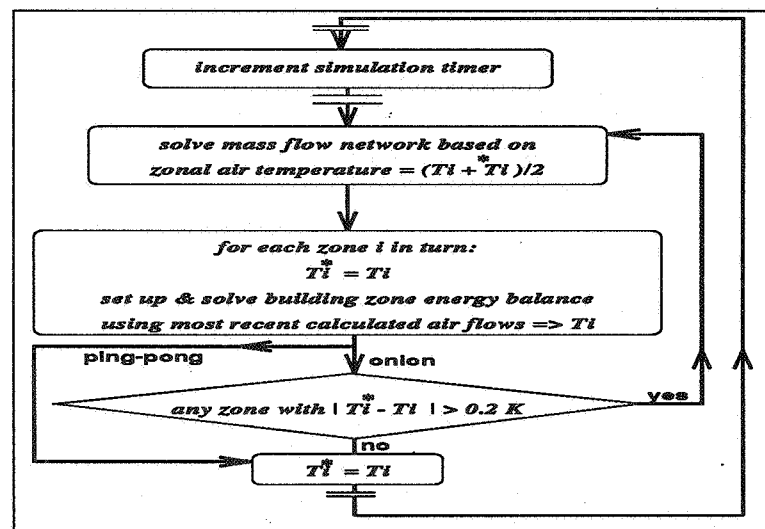 increment simulation timer
solve mass flow network based on
zonal air temperature = (Ti + Ti* )/2
for each zone i in turn:
Ti* = Ti
set up & solve building zone energy balance
using most recent calculated air flows => Ti
ping-pong
onion
any zone with | Ti* - Ti | > 0.2 K
yes
no
Ti* = Ti